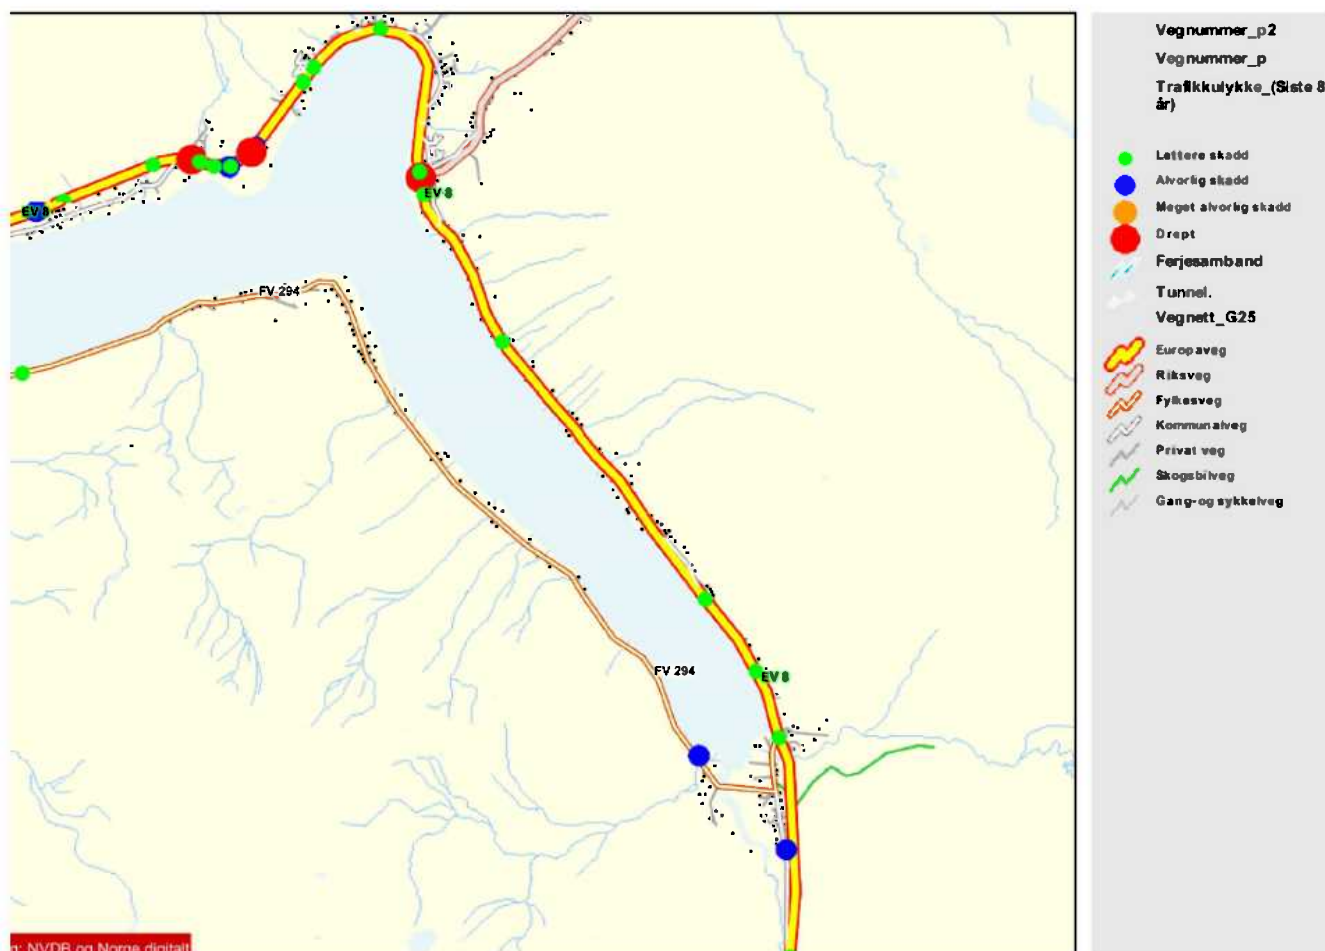 Vegnummer_p2
Vegnummer_p
Trafikkulykke_(Siste 8
år)
Lettere skadd
Alvorlig skadd
Meget alvorlig skadd
Drept
Ferjesamband
Tunnel.
Vegnett_G25
Europaveg
Riksveg
Fylkesveg
Kommunalveg
Privat veg
Skogsbilveg
Gang-og sykkelveg
EV 8
EV 8
FV 294
FV 294
EV 8
g: NVDB og Norge digitalt